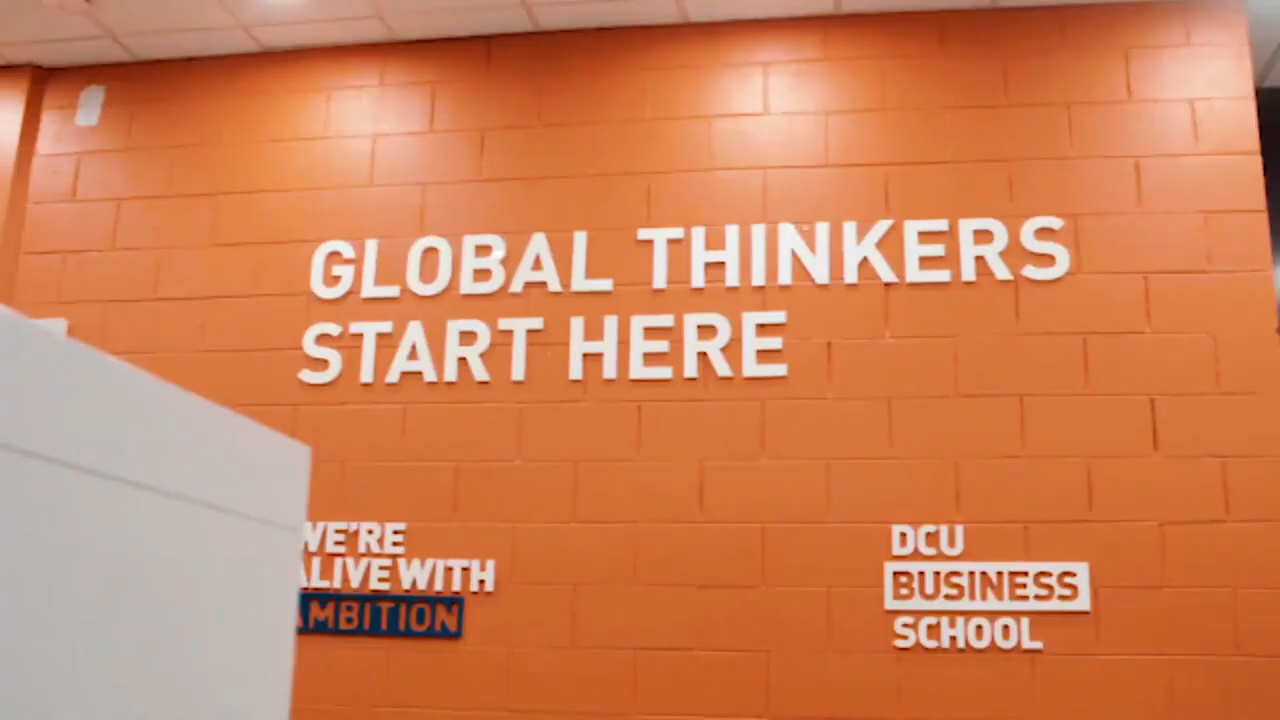 GLOBAL THINKERS
START HERE
WE'RE
ALIVE WITH
AMBITION
DCU
BUSINESS
SCHOOL